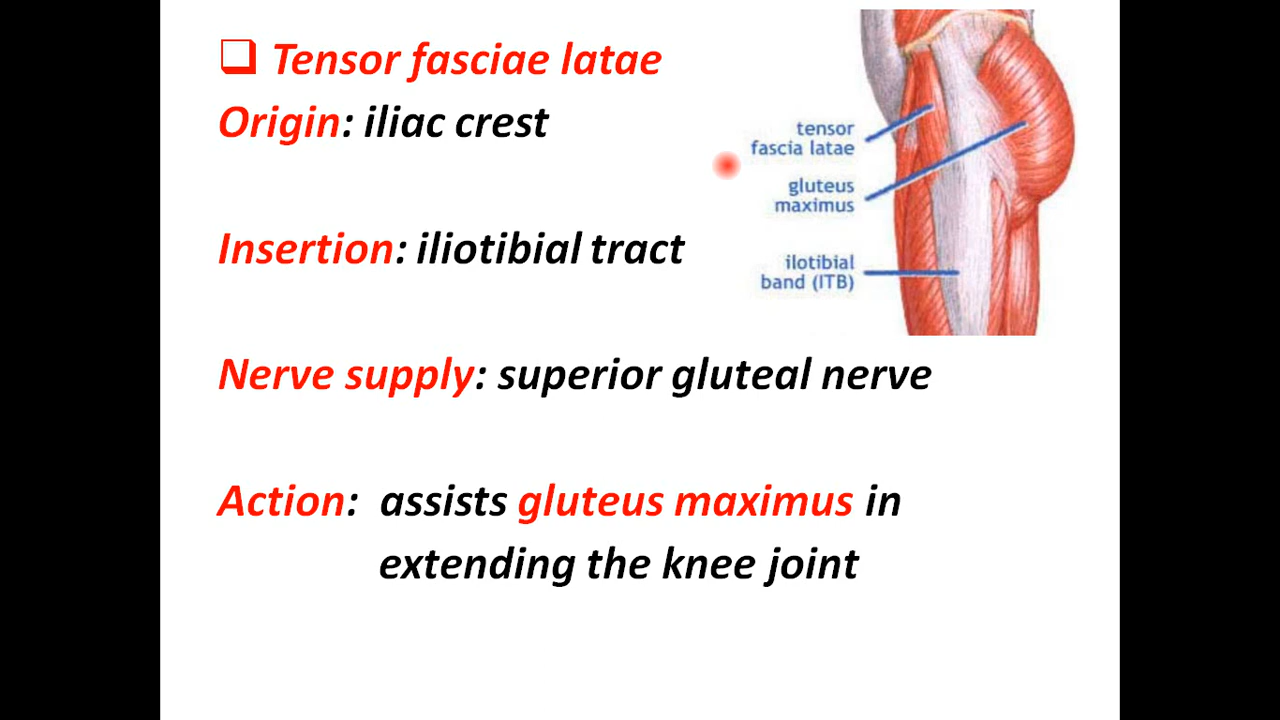 Tensor fasciae latae
Origin: iliac crest
Insertion: iliotibial tract
Nerve supply: superior gluteal nerve
Action: assists gluteus maximus in
extending the knee joint
tensor
fascia latae
gluteus
maximus
ilotibial
band (ITB)